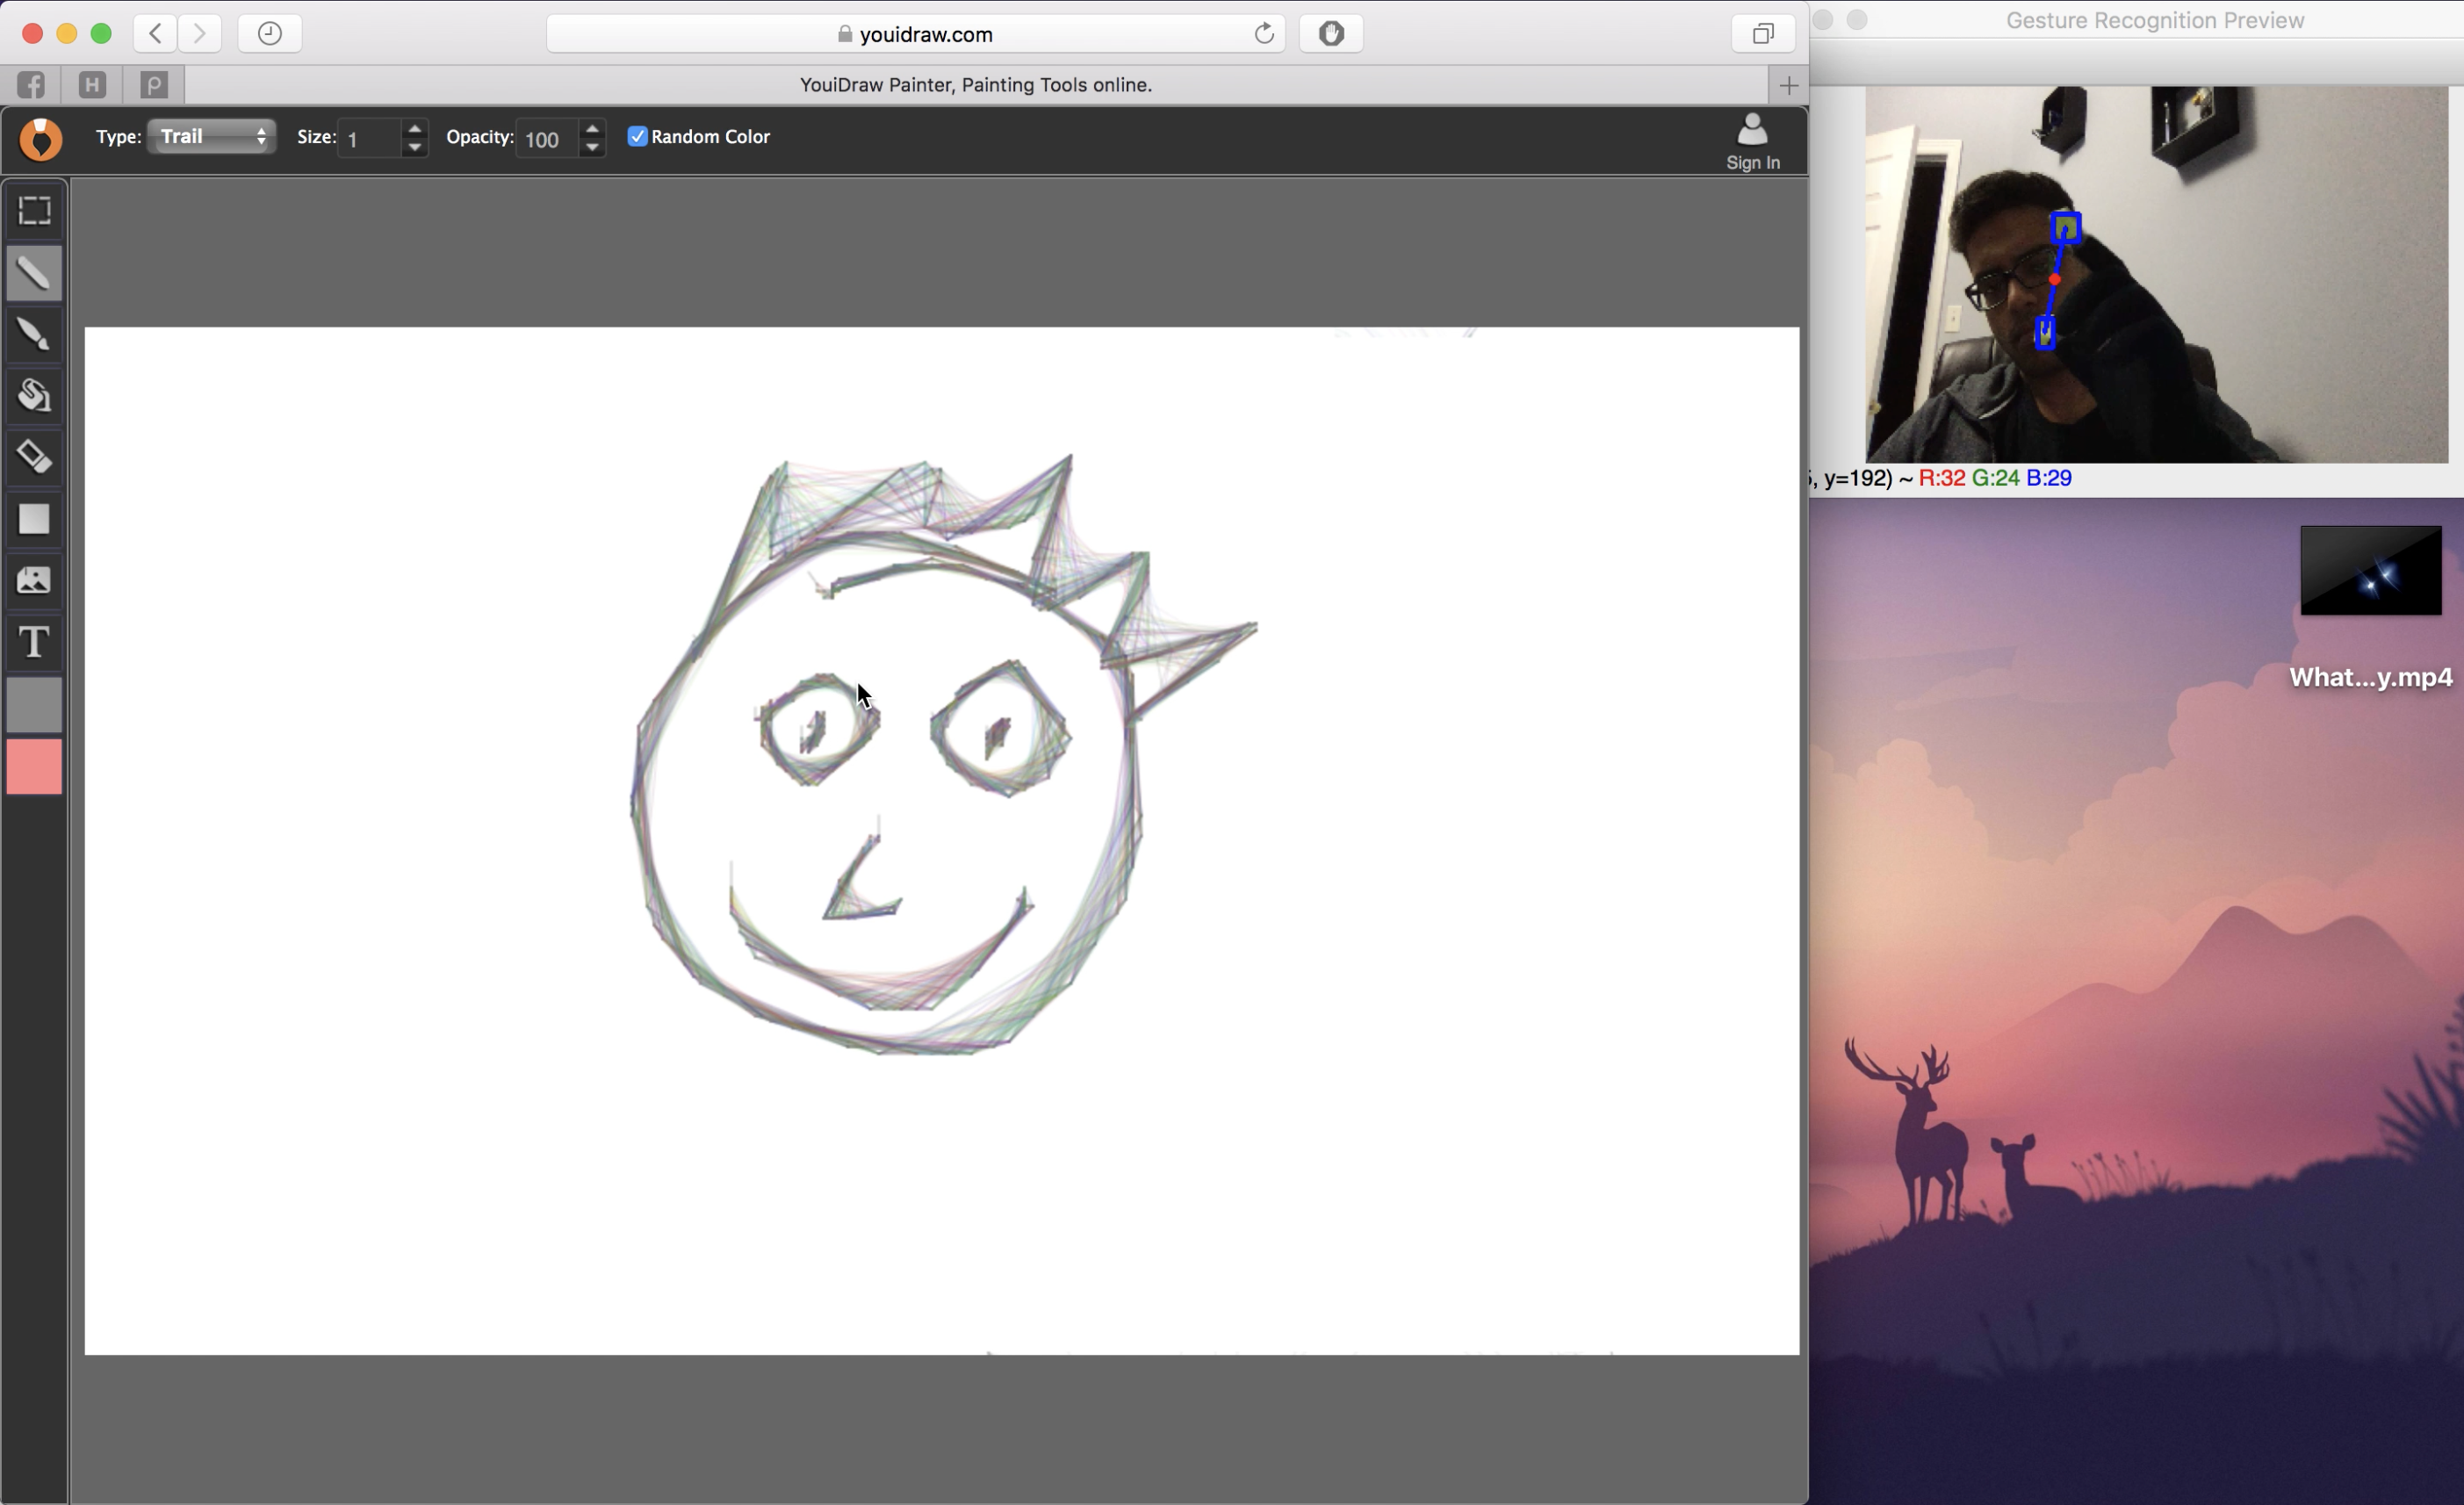 youidraw.com
Gesture Recognition Preview
YouiDraw Painter, Painting Tools online.
Type: Trail Size: 1 Opacity: 100 Random Color
Sign In
, y=192) ~ R:32 G:24 B:29
T
What...y.mp4